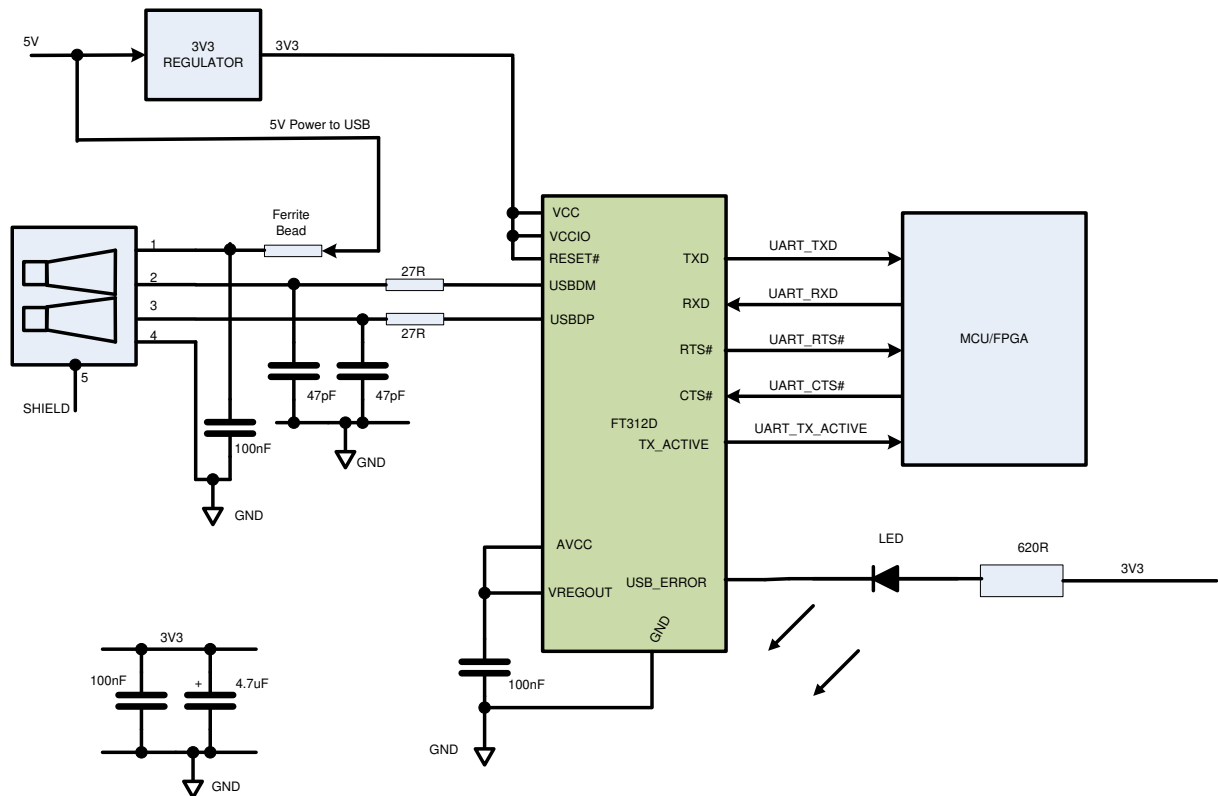 5V
3V3
REGULATOR
3V3
5V Power to USB
Ferrite
Bead
1
2
3
4
5
SHIELD
27R
27R
47pF
47pF
100nF
GND
GND
VCC
VCCIO
RESET#
USBDM
USBDP
TXD
RXD
RTS#
CTS#
FT312D
TX_ACTIVE
UART_TXD
UART_RXD
UART_RTS#
UART_CTS#
UART_TX_ACTIVE
MCU/FPGA
AVCC
VREGOUT
USB_ERROR
GND
LED
620R
3V3
100nF
GND
3V3
100nF
+
4.7uF
GND